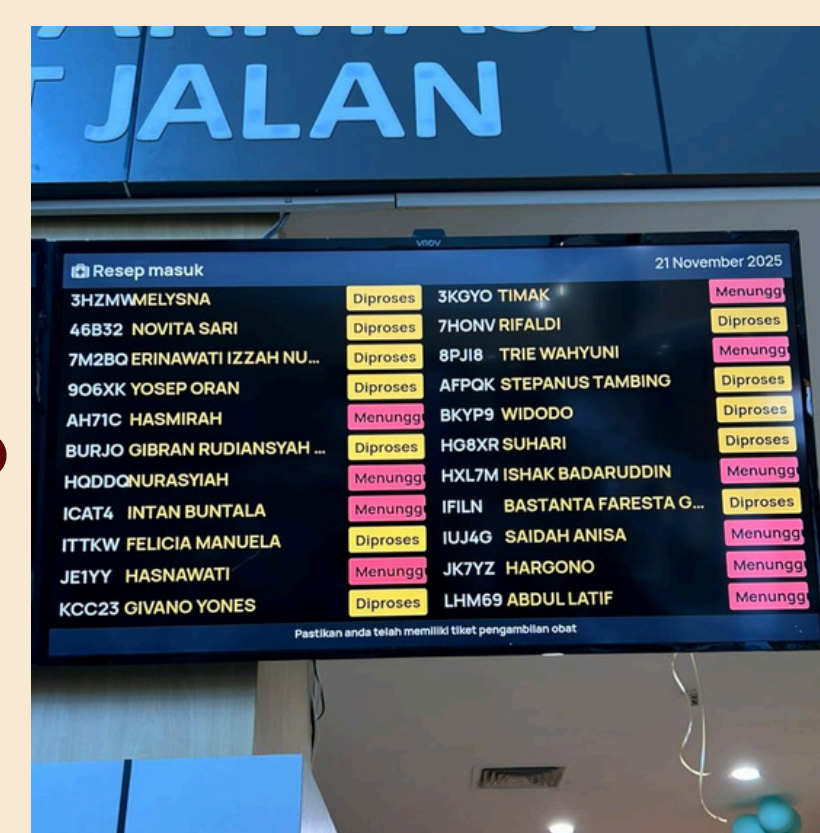 JALAN
Resep masuk
21 November 2025
3HZMW MELYSNA Diproses
46B32 NOVITA SARI Diproses
7M2BQ ERINAWATI IZZAH NU... Diproses
9O6XK YOSEP ORAN Diproses
AH71C HASMIRAH Menungg
BURJO GIBRAN RUDIANSYAH ... Diproses
HQDDQ NURASYIAH Menungg
ICAT4 INTAN BUNTALA Menungg
ITTKW FELICIA MANUELA Diproses
JE1YY HASNAWATI Menungg
KCC23 GIVANO YONES Diproses
3KGYO TIMAK Menungg
7HONV RIFALDI Diproses
8PJI8 TRIE WAHYUNI Menungg
AFPQK STEPANUS TAMBING Diproses
BKYP9 WIDODO Diproses
HG8XR SUHARI Diproses
HXL7M ISHAK BADARUDDIN Menungg
IFILN BASTANTA FARESTA G... Diproses
IUJ4G SAIDAH ANISA Menungg
JK7YZ HARGONO Menungg
LHM69 ABDUL LATIF Menungg
Pastikan anda telah memiliki tiket pengambilan obat